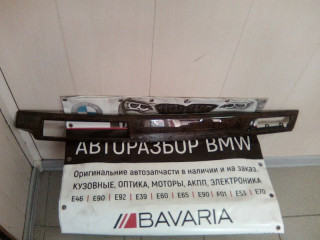 АВТОРАЗБОР BMW
Оригинальные автозапчасти в наличии и на заказ.
КУЗОВНЫЕ, ОПТИКА, МОТОРЫ, АКПП, ЭЛЕКТРОНИКА
E46 | E90 | E92 | E39 | E60 | E65 | E90 | F01 | E53 | E70
BAVARIA